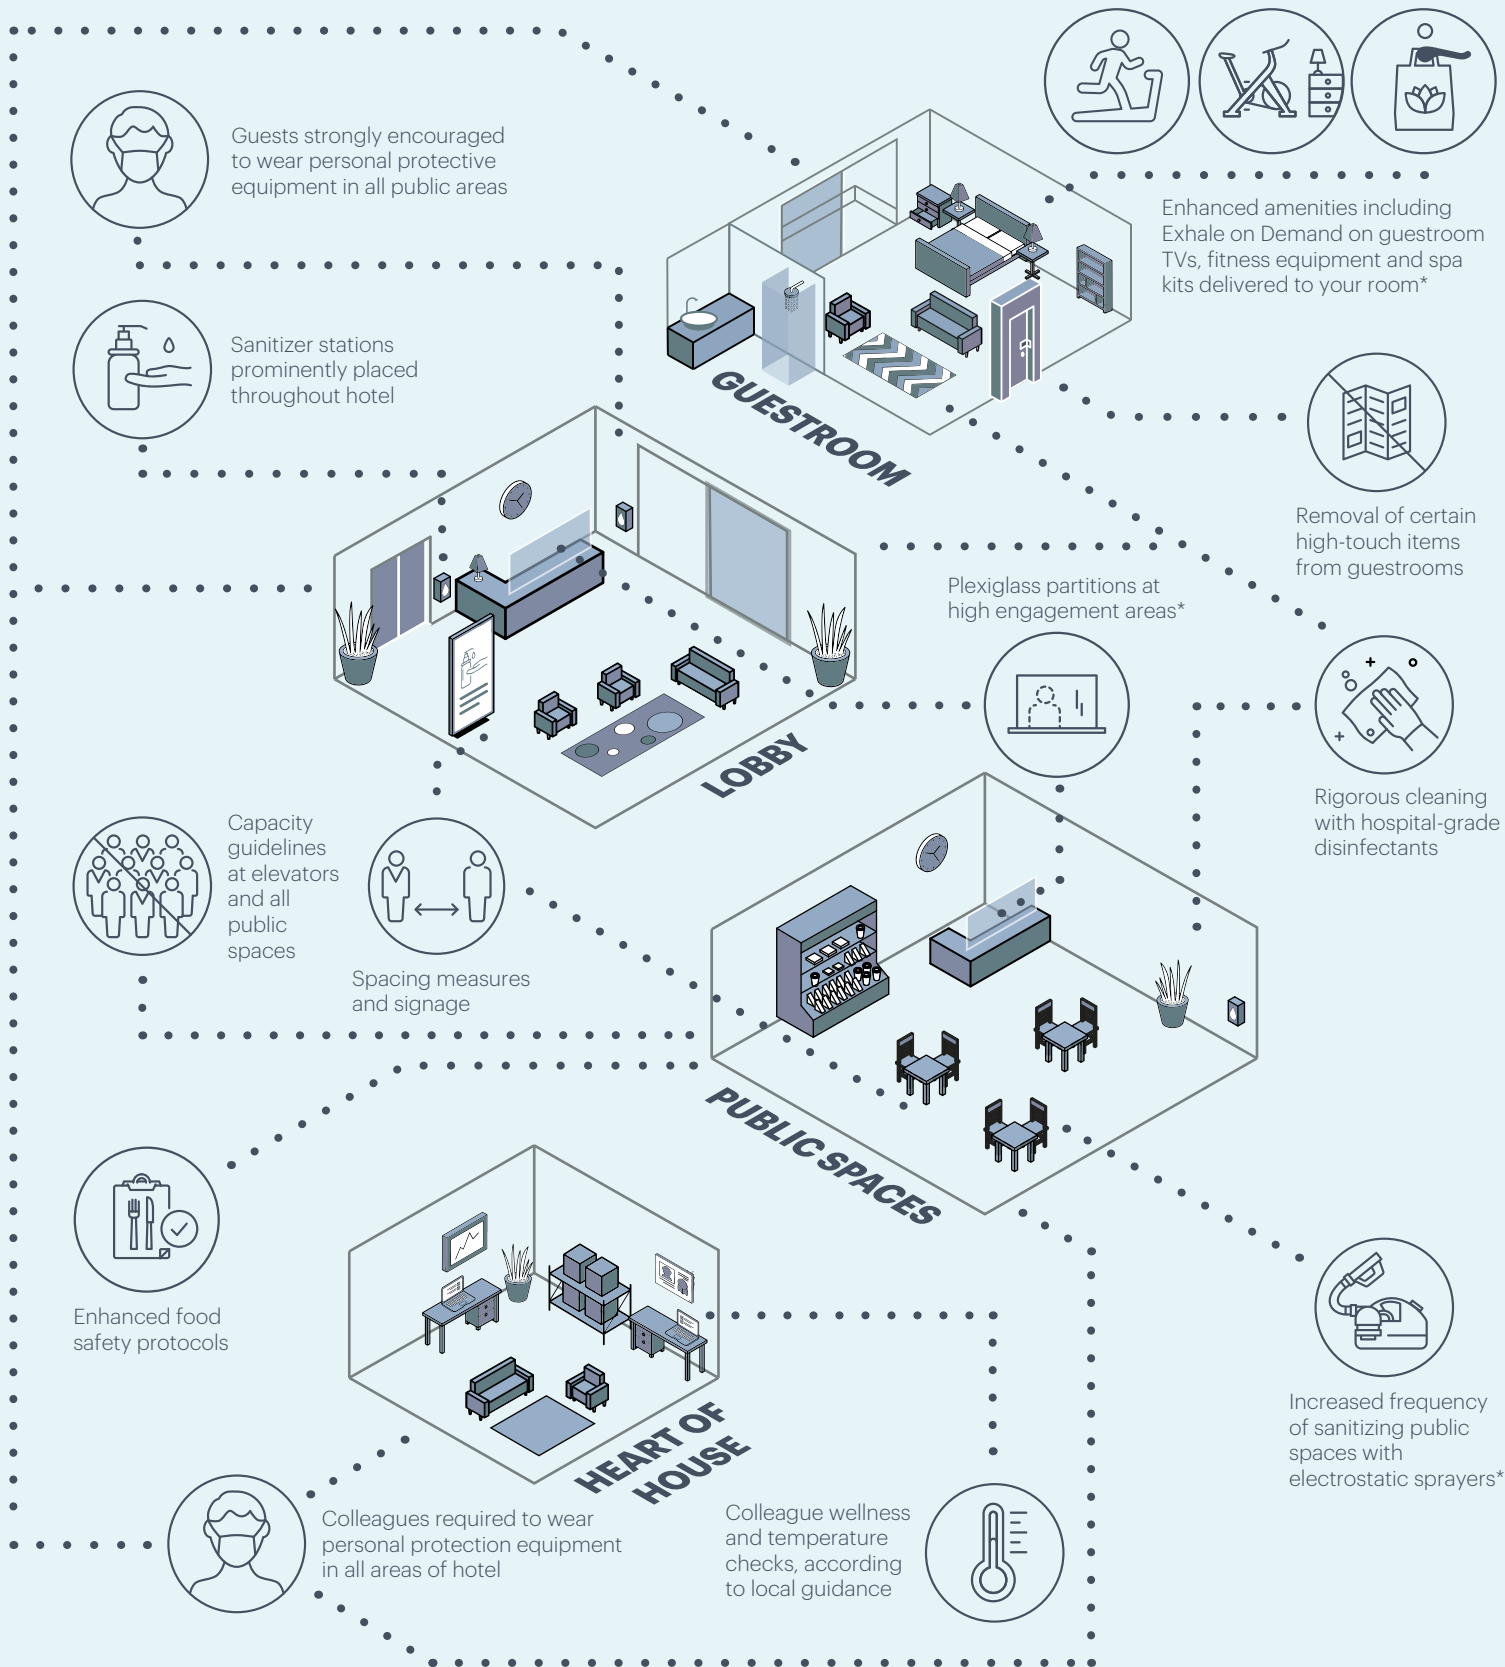 Guests strongly encouraged
to wear personal protective
equipment in all public areas
Enhanced amenities including
Exhale on Demand on guestroom
TVs, fitness equipment and spa
kits delivered to your room*
Sanitizer stations
prominently placed
throughout hotel
GUESTROOM
Removal of certain
high-touch items
from guestrooms
Plexiglass partitions at
high engagement areas*
LOBBY
Rigorous cleaning
with hospital-grade
disinfectants
Capacity
guidelines
at elevators
and all
public
spaces
Spacing measures
and signage
PUBLIC SPACES
Enhanced food
safety protocols
Increased frequency
of sanitizing public
spaces with
electrostatic sprayers*
HEART OF
HOUSE
Colleagues required to wear
personal protection equipment
in all areas of hotel
Colleague wellness
and temperature
checks, according
to local guidance